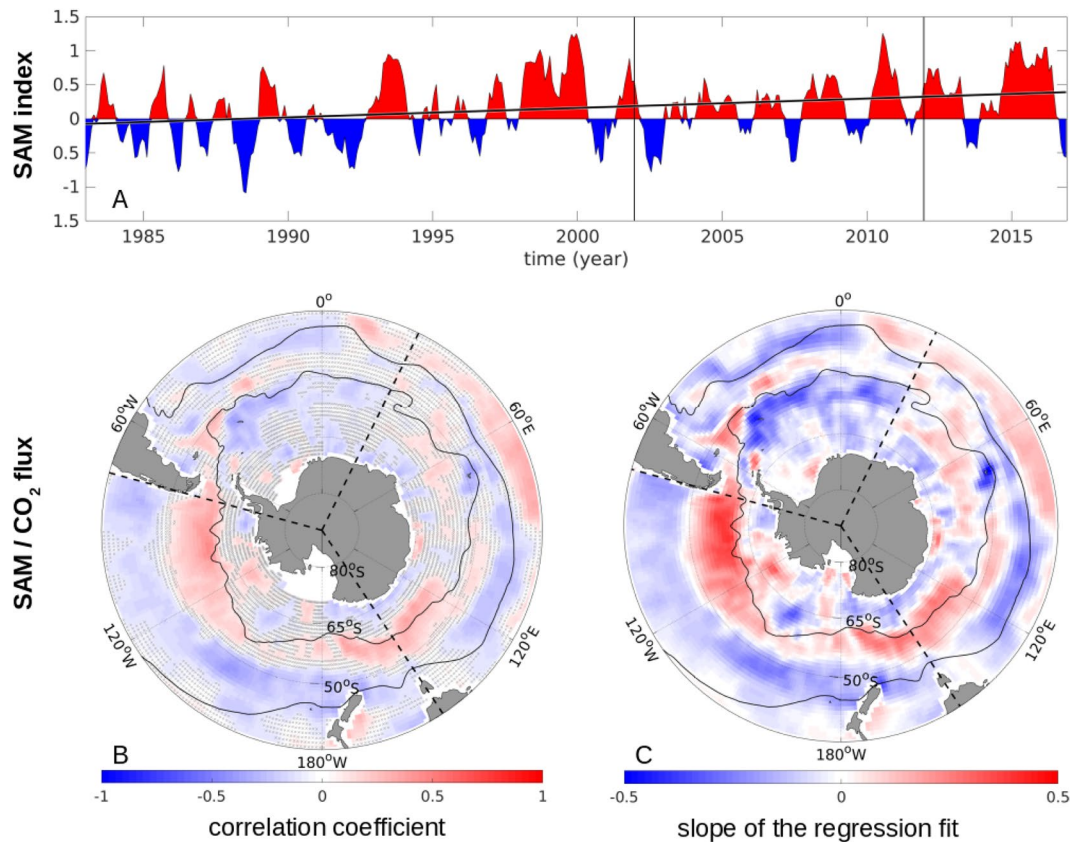 SAM index
1.5
1
0.5
0
0.5
-1
1.5
A
1985 1990 1995 2000 2005 2010 2015
time (year)
SAM / CO₂ flux
0°
60°W
60°E
120°W
120°E
80°S
65°S
50°S
180°W
B
-1 -0.5 0 0.5 1
correlation coefficient
0°
60°W
60°E
120°W
120°E
80°S
65°S
50°S
180°W
C
-0.5 0 0.5
slope of the regression fit